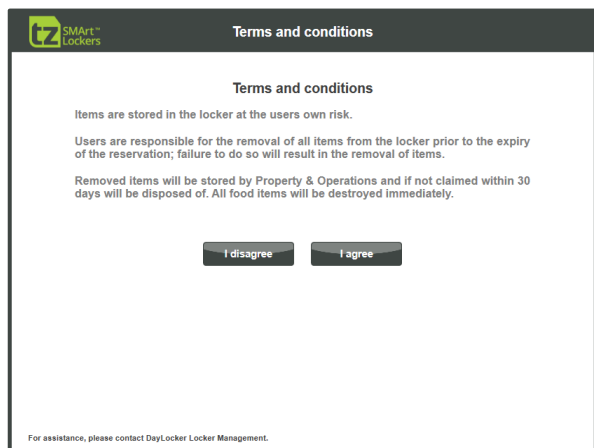 tz SMArt™ Lockers
Terms and conditions
Terms and conditions
Items are stored in the locker at the users own risk.
Users are responsible for the removal of all items from the locker prior to the expiry
of the reservation; failure to do so will result in the removal of items.
Removed items will be stored by Property & Operations and if not claimed within 30
days will be disposed of. All food items will be destroyed immediately.
I disagree
I agree
For assistance, please contact DayLocker Locker Management.